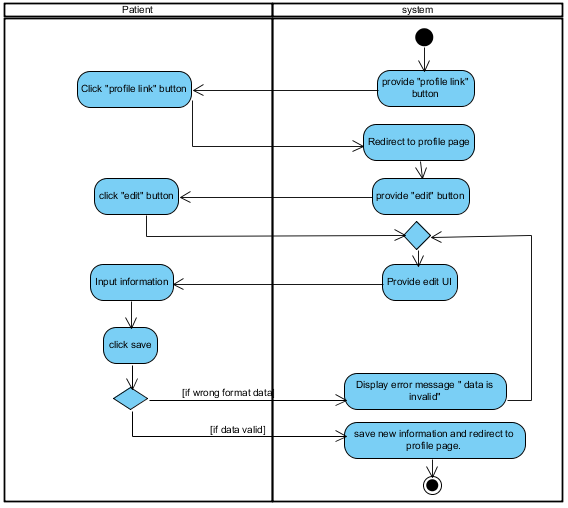 Patient
system
provide "profile link"
button
Click "profile link" button
Redirect to profile page
click "edit" button
provide "edit" button
Input information
Provide edit UI
click save
[if wrong format data]
Display error message " data is
invalid"
[if data valid]
save new information and redirect to
profile page.